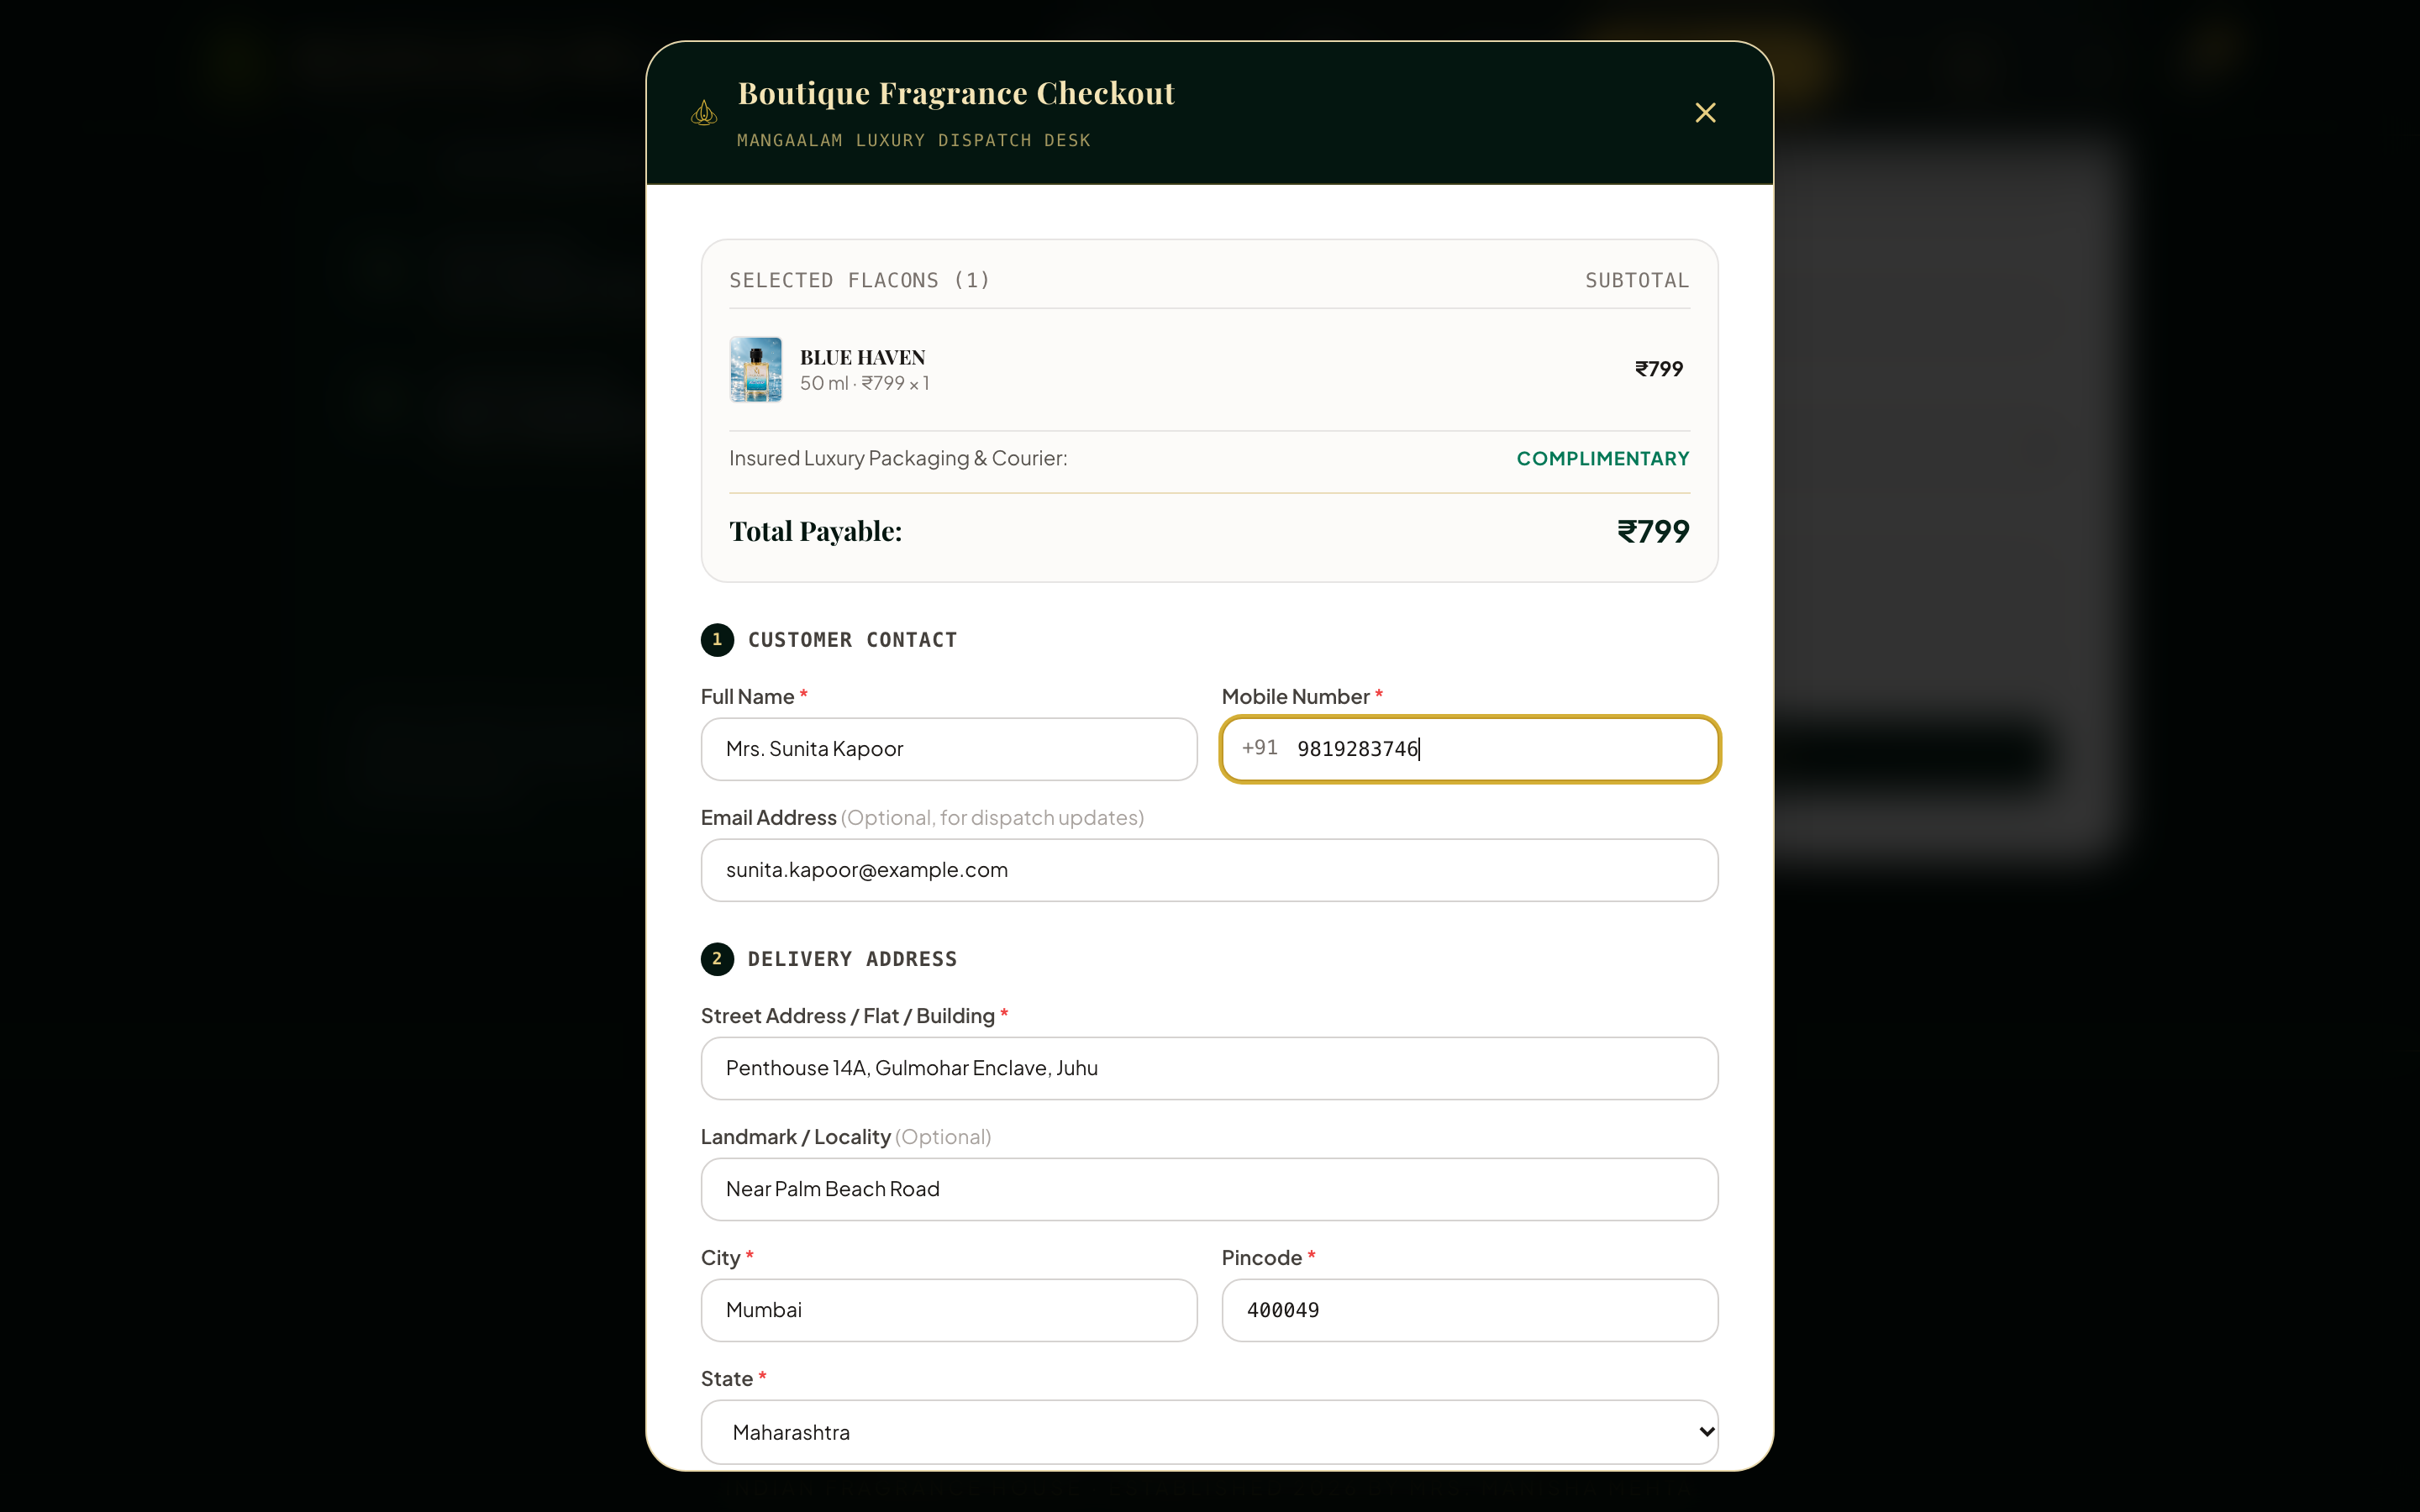 Boutique Fragrance Checkout
MANGAALAM LUXURY DISPATCH DESK
SELECTED FLACONS (1) SUBTOTAL
BLUE HAVEN
50 ml · ₹799 × 1 ₹799
Insured Luxury Packaging & Courier: COMPLIMENTARY
Total Payable: ₹799
1 CUSTOMER CONTACT
Full Name * Mobile Number *
Mrs. Sunita Kapoor +91 9819283746
Email Address (Optional, for dispatch updates)
sunita.kapoor@example.com
2 DELIVERY ADDRESS
Street Address / Flat / Building *
Penthouse 14A, Gulmohar Enclave, Juhu
Landmark / Locality (Optional)
Near Palm Beach Road
City * Pincode *
Mumbai 400049
State *
Maharashtra